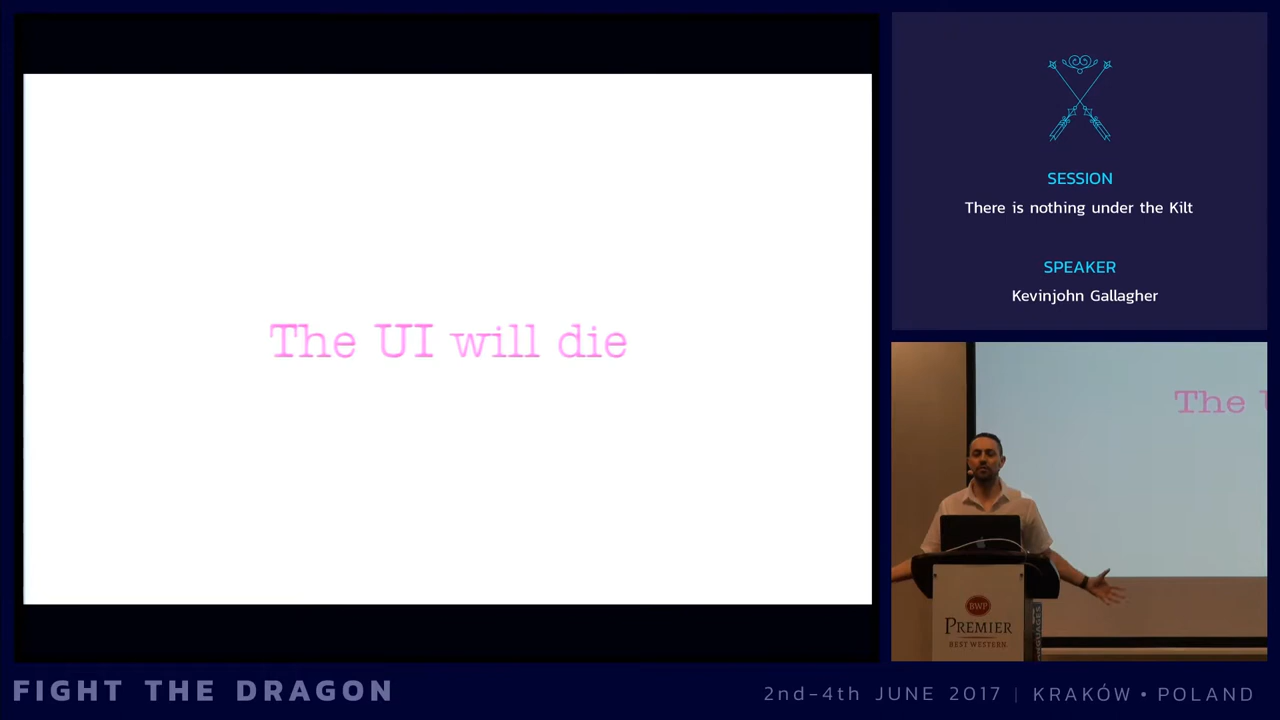 The UI will die
SESSION
There is nothing under the Kilt
SPEAKER
Kevinjohn Gallagher
The U
BWP
PREMIER
BEST WESTERN
FIGHT THE DRAGON
2nd-4th JUNE 2017 | KRAKÓW • POLAND